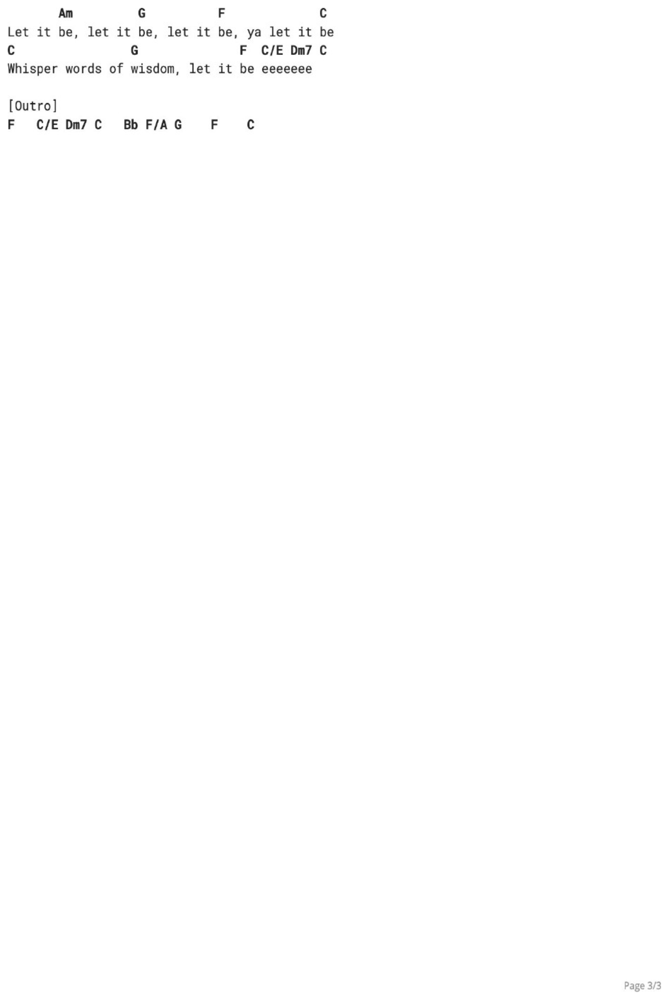 Am         G          F             C
Let it be, let it be, let it be, ya let it be
C                G              F  C/E Dm7 C
Whisper words of wisdom, let it be eeeeeee
[Outro]
F   C/E Dm7 C   Bb F/A G    F    C
Page 3/3